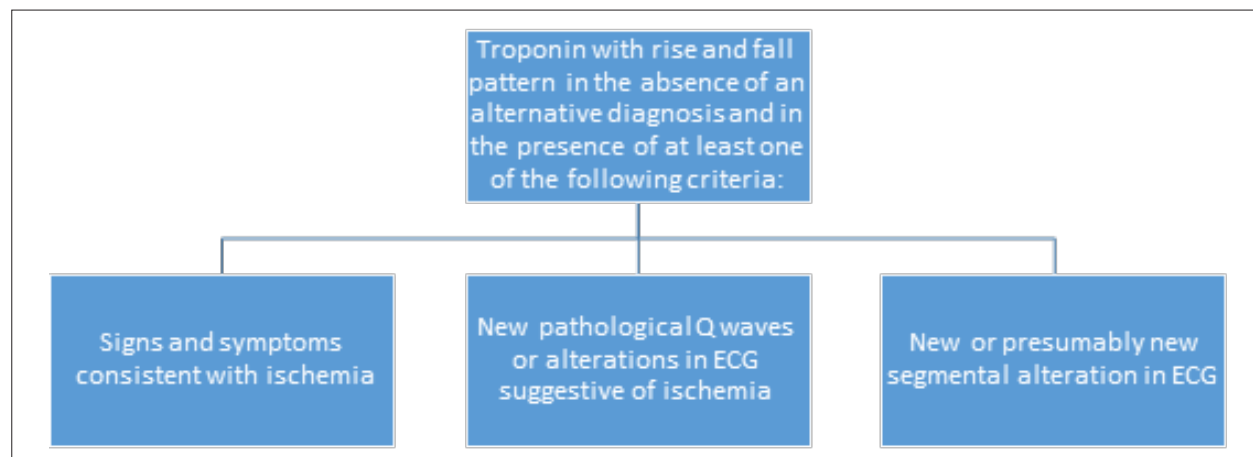 Troponin with rise and fall
pattern in the absence of an
alternative diagnosis and in
the presence of at least one
of the following criteria:
Signs and symptoms
consistent with ischemia
New pathological Q waves
or alterations in ECG
suggestive of ischemia
New or presumably new
segmental alteration in ECG